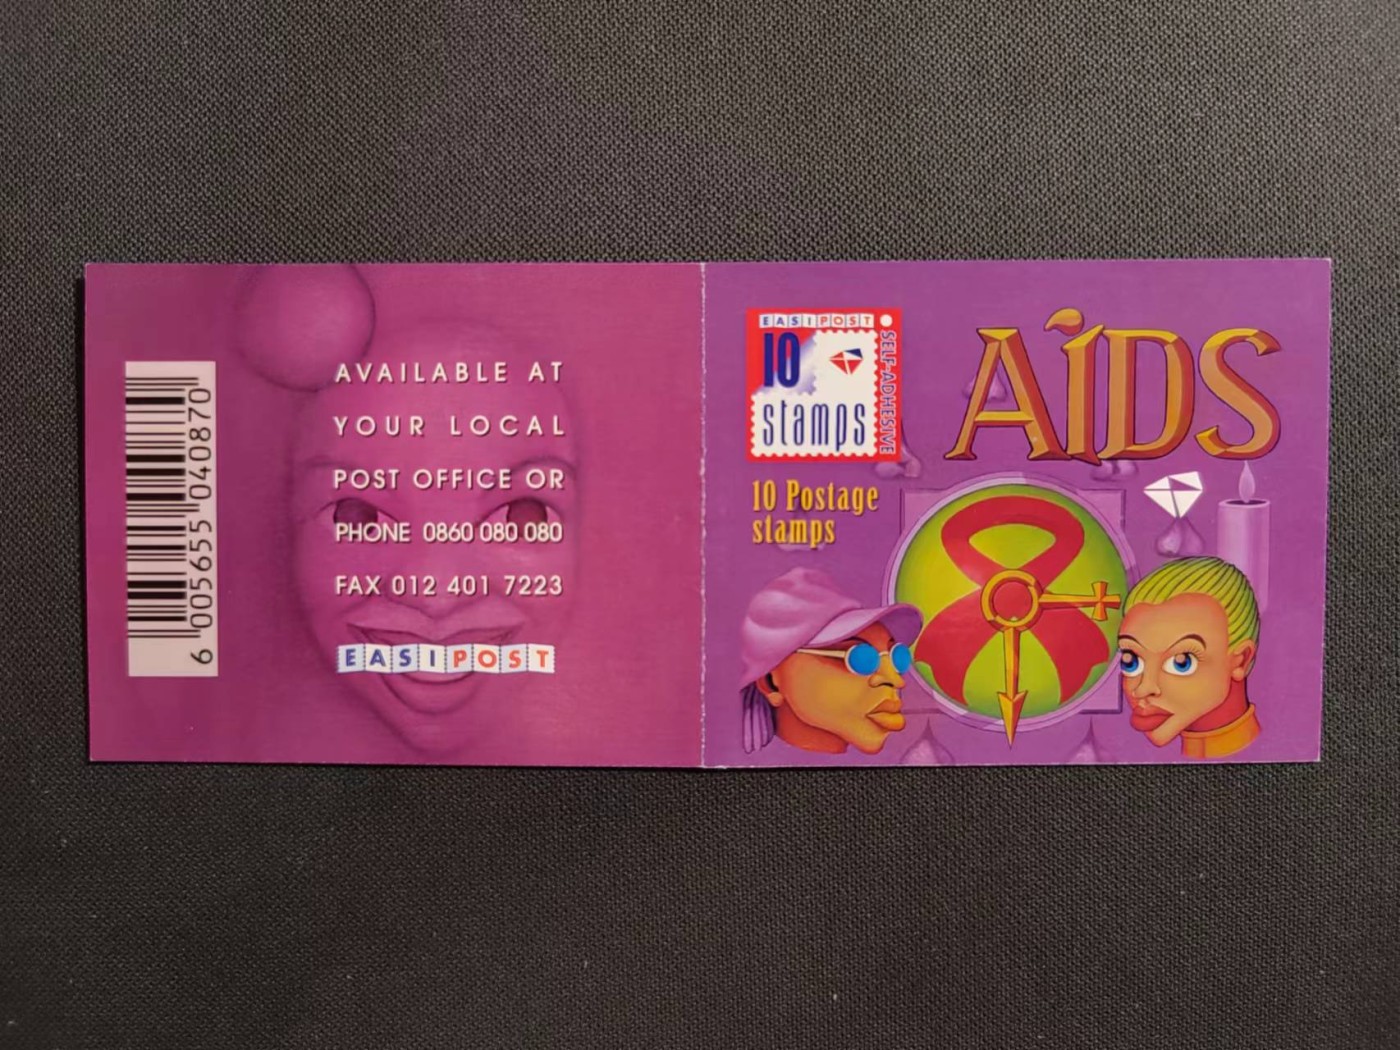 AVAILABLE AT
YOUR LOCAL
POST OFFICE OR
PHONE 0860 080 080
FAX 012 401 7223
EASIPOST
6 005655 040870
EASIPOST
10
stamps
SELF-ADHESIVE
10 Postage
stamps
AiDS